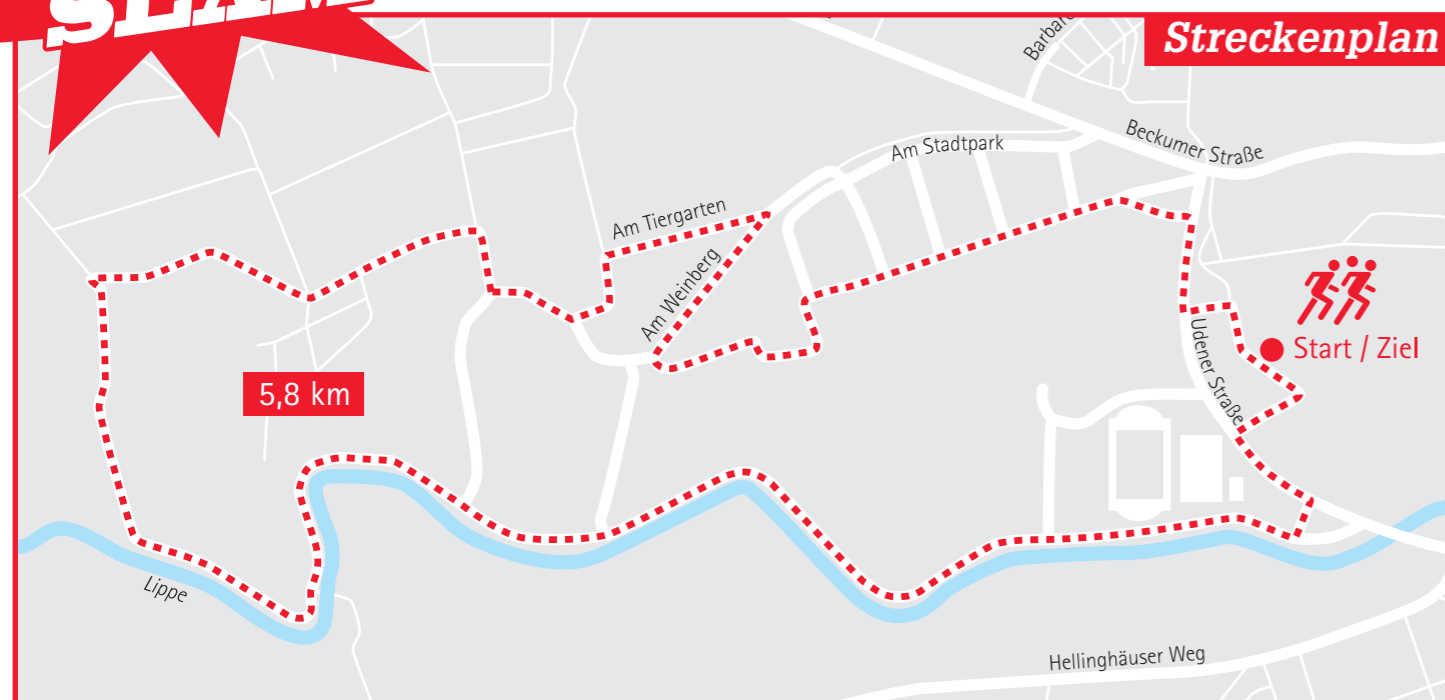 Streckenplan
Beckumer Straße
Am Stadtpark
Am Tiergarten
Am Weinberg
Udener Straße
Start / Ziel
5,8 km
Lippe
Hellinghäuser Weg